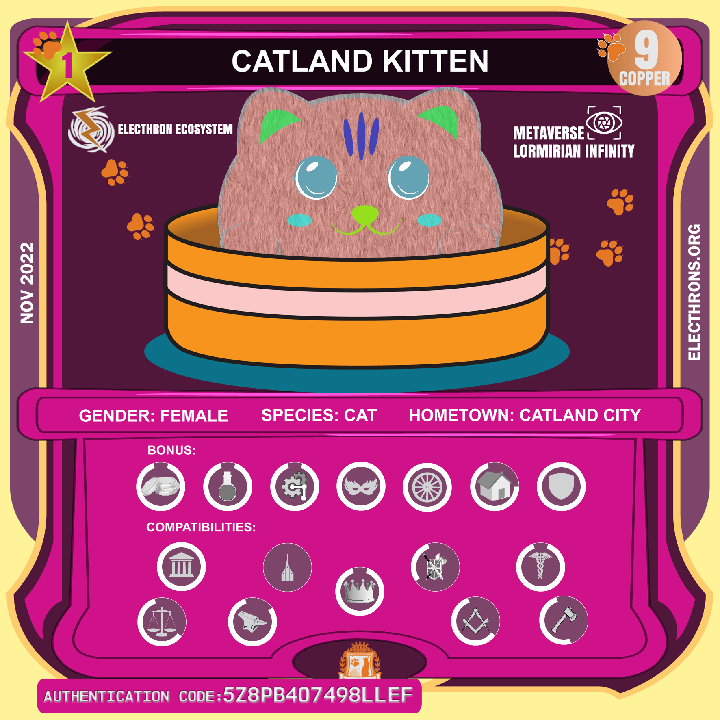 1
CATLAND KITTEN
9
COPPER
ELECTHRON ECOSYSTEM
METAVERSE
LORMIRIAN INFINITY
NOV 2022
ELECTHRONS.ORG
GENDER: FEMALE SPECIES: CAT HOMETOWN: CATLAND CITY
BONUS:
COMPATIBILITIES:
AUTHENTICATION CODE:5Z8PB407498LLEF